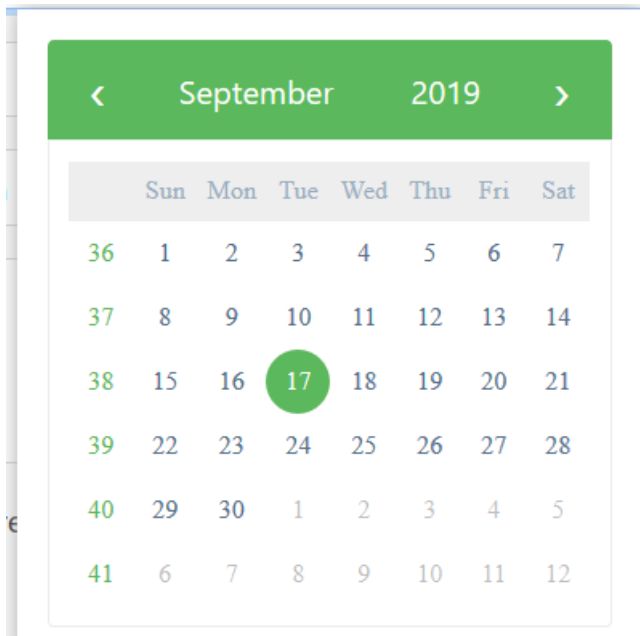 ‹ September 2019 ›
Sun Mon Tue Wed Thu Fri Sat
36 1 2 3 4 5 6 7
37 8 9 10 11 12 13 14
38 15 16 17 18 19 20 21
39 22 23 24 25 26 27 28
40 29 30 1 2 3 4 5
re
41 6 7 8 9 10 11 12